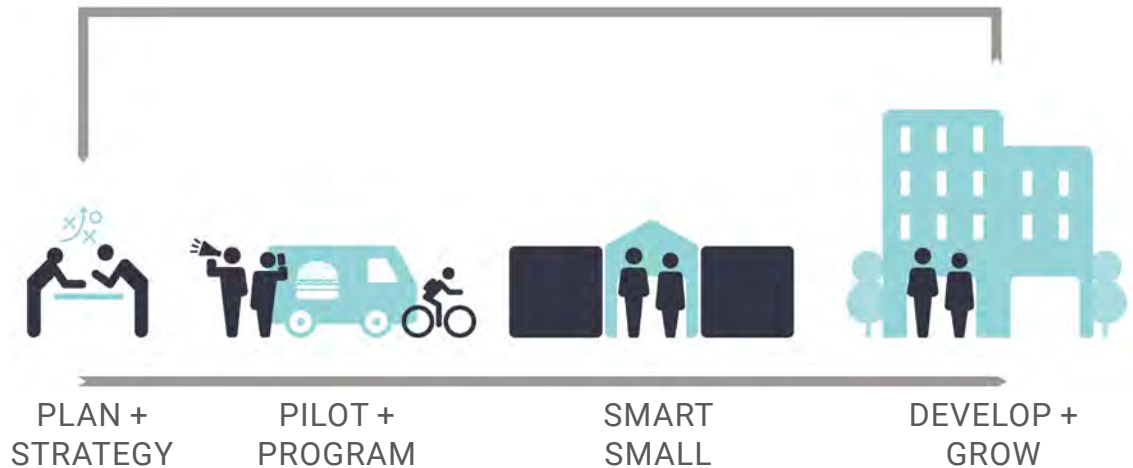 PLAN +
STRATEGY
PILOT +
PROGRAM
SMART
SMALL
DEVELOP +
GROW